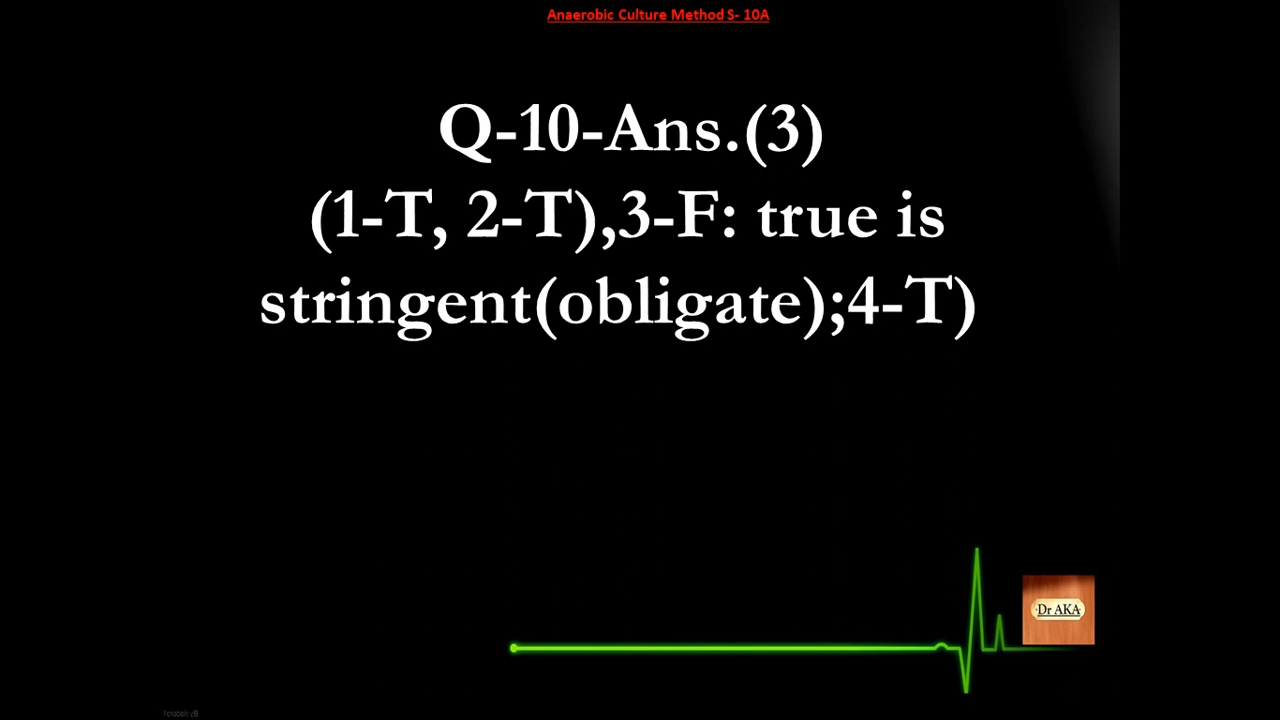 Anaerobic Culture Method S- 10A
Q-10-Ans.(3)
(1-T, 2-T),3-F: true is
stringent(obligate);4-T)
Dr AKA